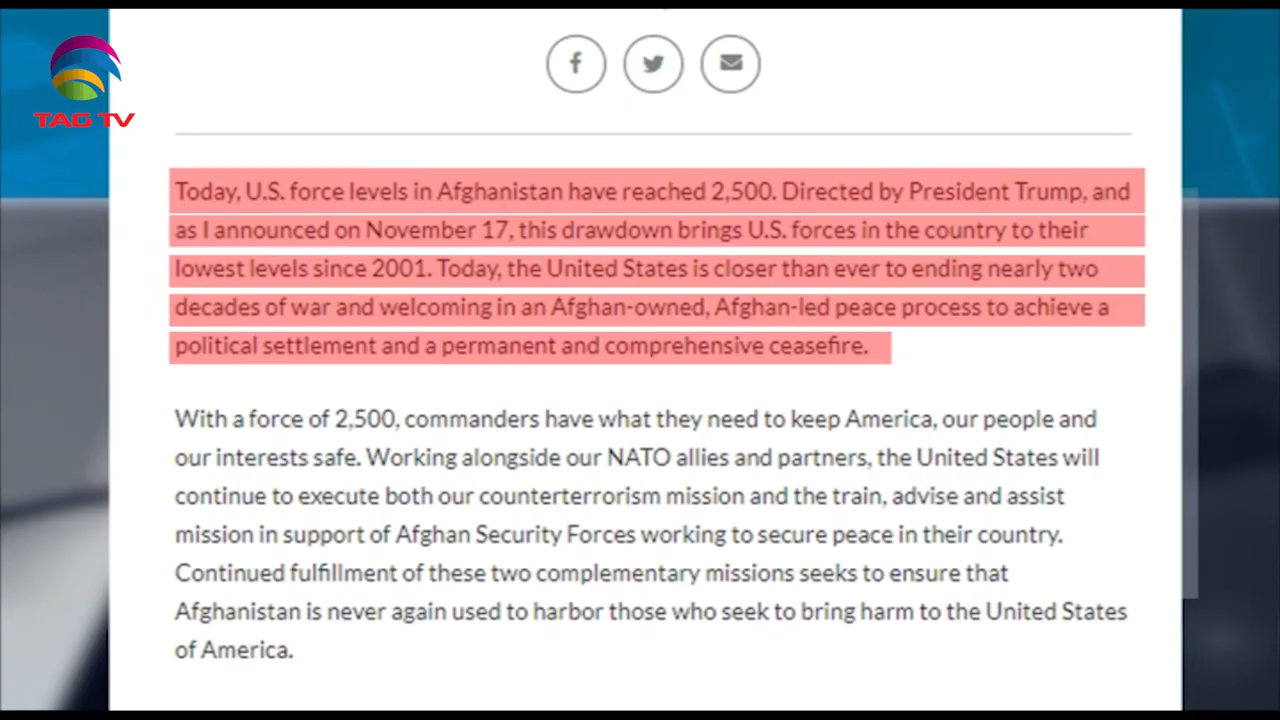 TAG TV
Today, U.S. force levels in Afghanistan have reached 2,500. Directed by President Trump, and
as I announced on November 17, this drawdown brings U.S. forces in the country to their
lowest levels since 2001. Today, the United States is closer than ever to ending nearly two
decades of war and welcoming in an Afghan-owned, Afghan-led peace process to achieve a
political settlement and a permanent and comprehensive ceasefire.
With a force of 2,500, commanders have what they need to keep America, our people and
our interests safe. Working alongside our NATO allies and partners, the United States will
continue to execute both our counterterrorism mission and the train, advise and assist
mission in support of Afghan Security Forces working to secure peace in their country.
Continued fulfillment of these two complementary missions seeks to ensure that
Afghanistan is never again used to harbor those who seek to bring harm to the United States
of America.